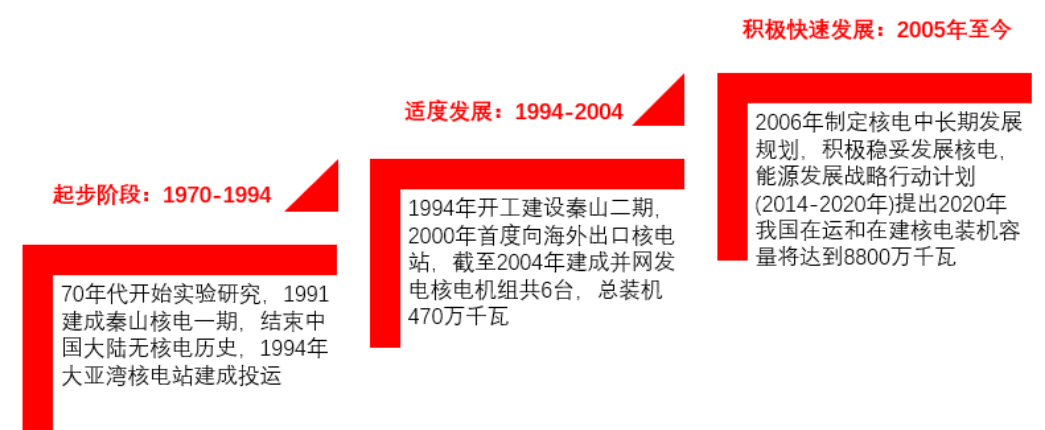 起步阶段：1970-1994
70年代开始实验研究，1991
建成秦山核电一期，结束中
国大陆无核电历史，1994年
大亚湾核电站建成投运
适度发展：1994-2004
1994年开工建设秦山二期，
2000年首度向海外出口核电
站，截至2004年建成并网发
电核电机组共6台，总装机
470万千瓦
积极快速发展：2005年至今
2006年制定核电中长期发展
规划，积极稳妥发展核电，
能源发展战略行动计划
(2014-2020年)提出2020年
我国在运和在建核电装机容
量将达到8800万千瓦